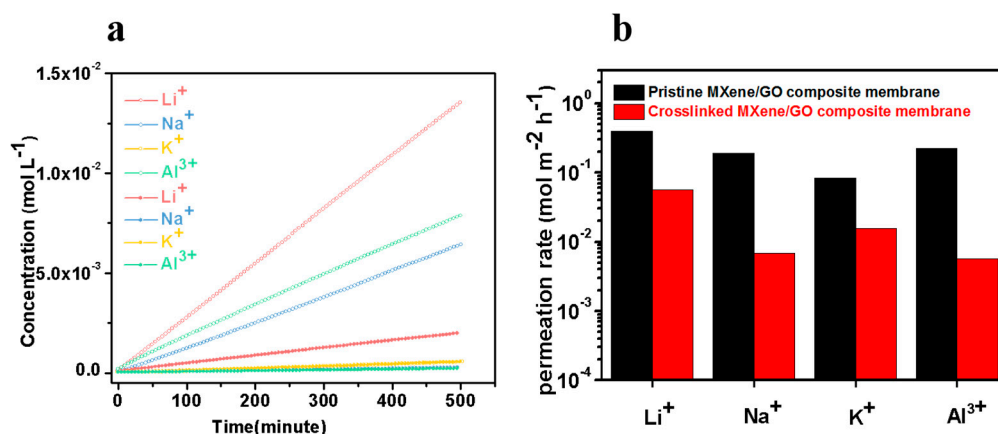 a
Concentration (mol L⁻¹)
1.5x10⁻²
1.0x10⁻²
5.0x10⁻³
0.0
Li⁺
Na⁺
K⁺
Al³⁺
Li⁺
Na⁺
K⁺
Al³⁺
0 100 200 300 400 500
Time(minute)
b
permeation rate (mol m⁻² h⁻¹)
10⁰
10⁻¹
10⁻²
10⁻³
10⁻⁴
Pristine MXene/GO composite membrane
Crosslinked MXene/GO composite membrane
Li⁺ Na⁺ K⁺ Al³⁺